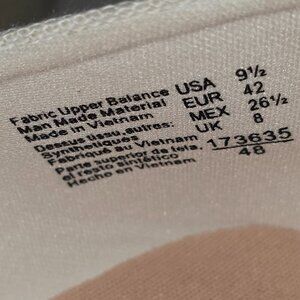 Fabric Upper Balance
Man Made Material
Made in Vietnam
Dessus tissu,autres:
Synthétiques
Fabriqué au Vietnam
Parte superior de tela,
el resto sintético
Hecho en Vietnam
USA 9½
EUR 42
MEX 26½
UK 8
173635
48